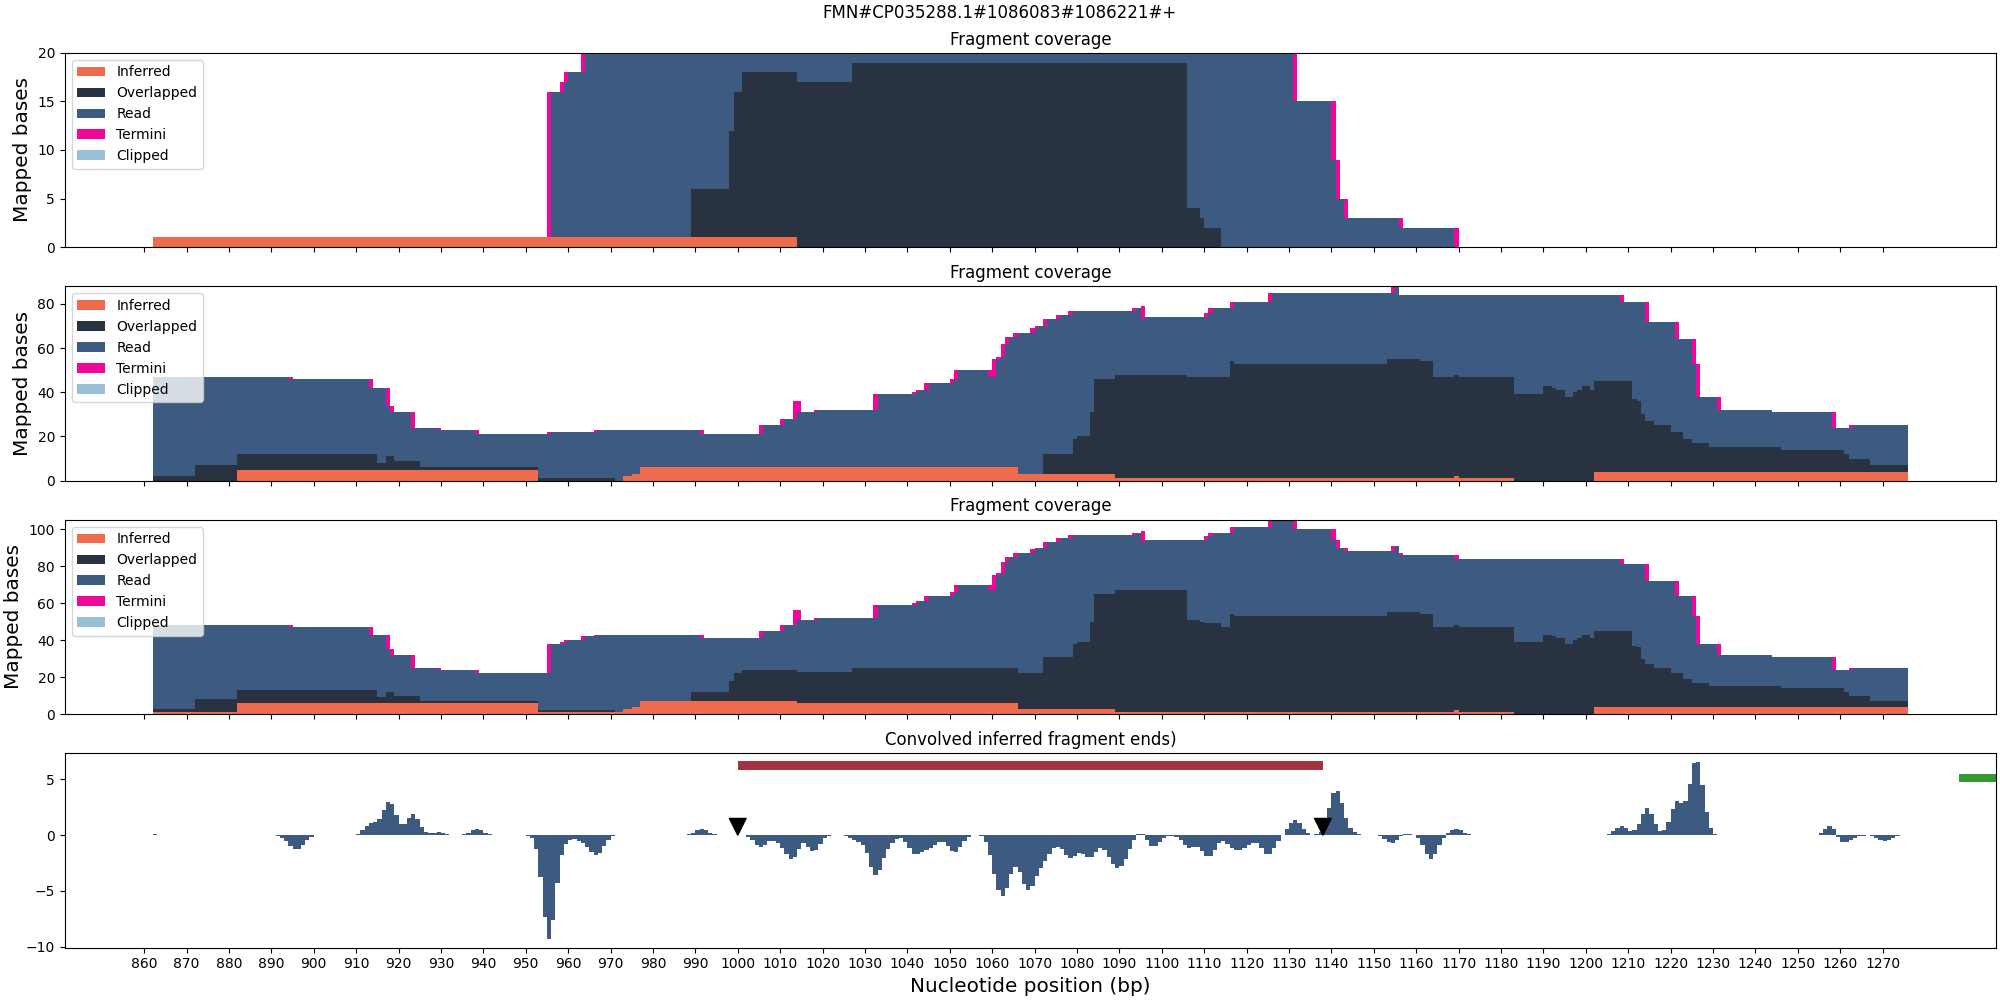 FMN#CP035288.1#1086083#1086221#+
Fragment coverage
Mapped bases
20
15
10
5
0
Inferred
Overlapped
Read
Termini
Clipped
Fragment coverage
Mapped bases
80
60
40
20
0
Inferred
Overlapped
Read
Termini
Clipped
Fragment coverage
Mapped bases
100
80
60
40
20
0
Inferred
Overlapped
Read
Termini
Clipped
Convolved inferred fragment ends)
5
0
−5
−10
860 870 880 890 900 910 920 930 940 950 960 970 980 990 1000 1010 1020 1030 1040 1050 1060 1070 1080 1090 1100 1110 1120 1130 1140 1150 1160 1170 1180 1190 1200 1210 1220 1230 1240 1250 1260 1270
Nucleotide position (bp)